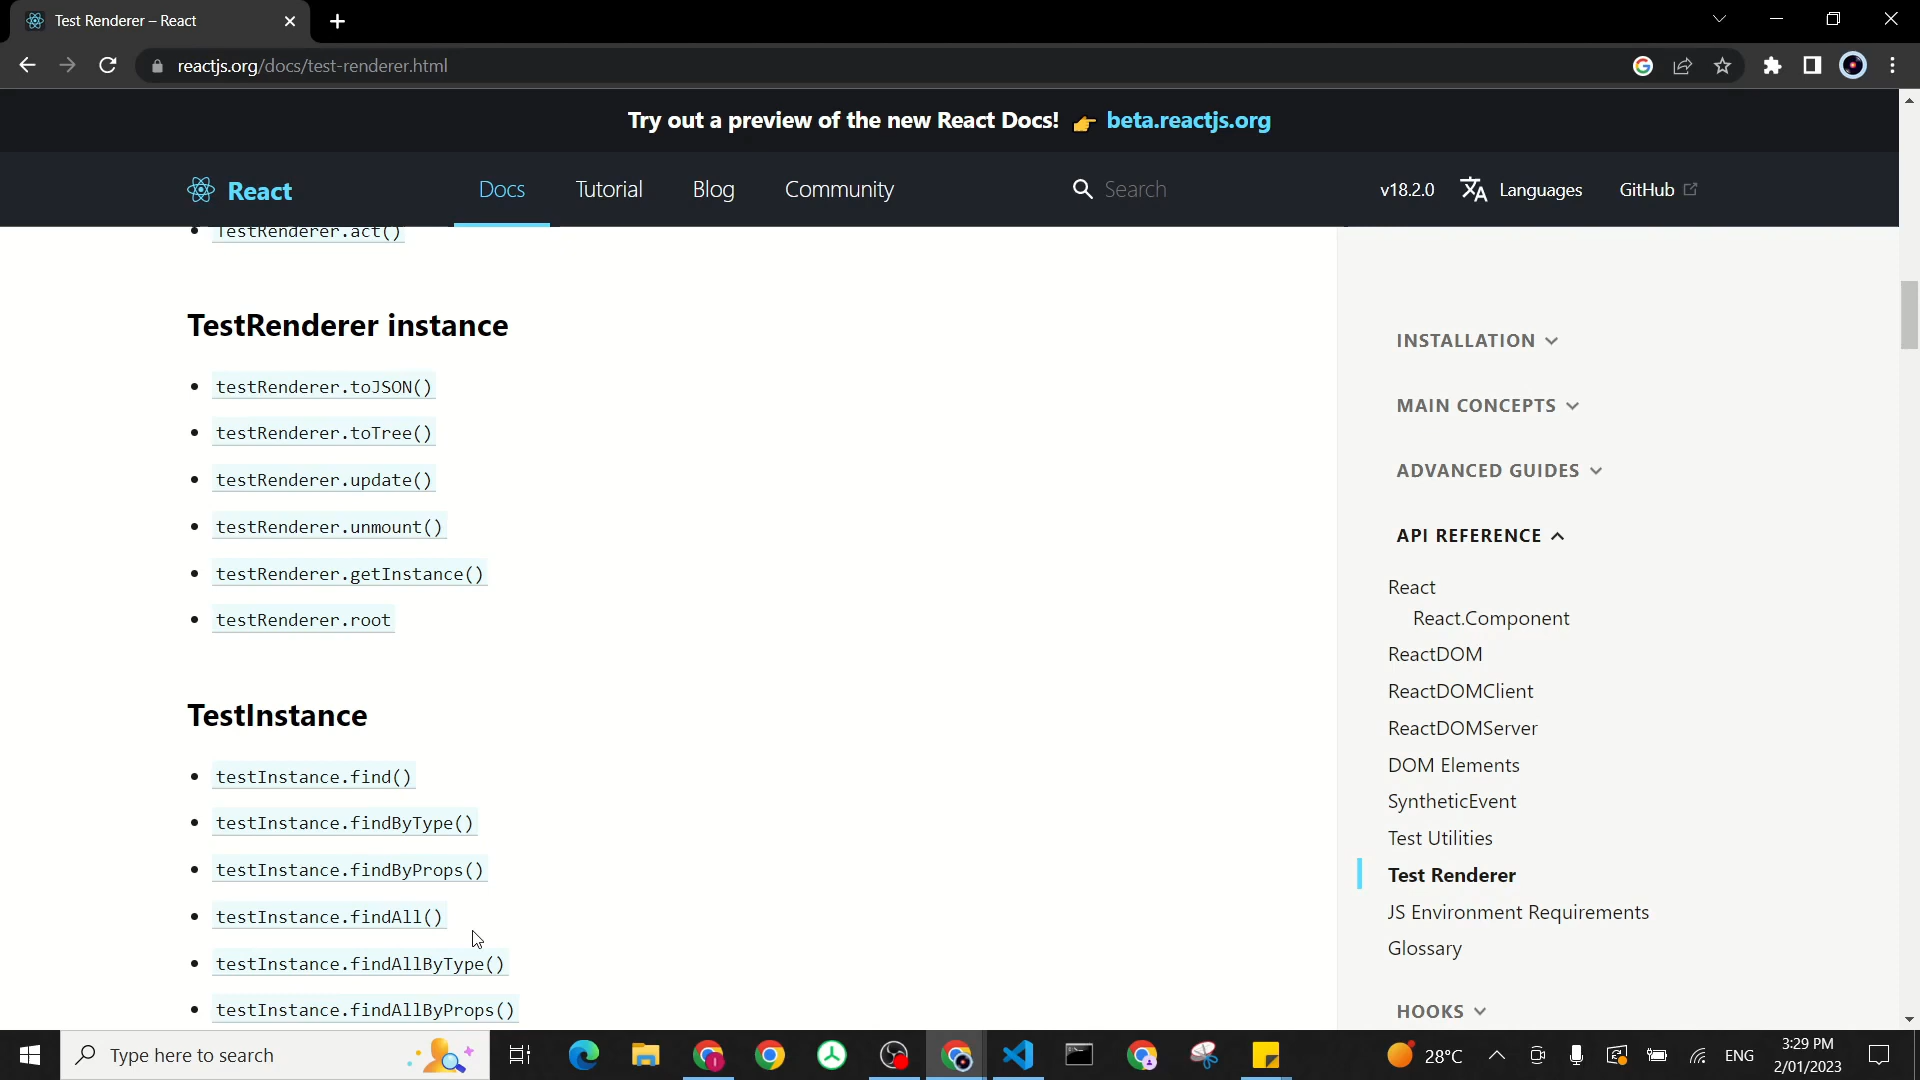 Test Renderer – React
reactjs.org/docs/test-renderer.html
Try out a preview of the new React Docs! 👉 beta.reactjs.org
React
Docs
Tutorial
Blog
Community
Search
v18.2.0
Languages
GitHub
TestRenderer.act()
TestRenderer instance
testRenderer.toJSON()
testRenderer.toTree()
testRenderer.update()
testRenderer.unmount()
testRenderer.getInstance()
testRenderer.root
TestInstance
testInstance.find()
testInstance.findByType()
testInstance.findByProps()
testInstance.findAll()
testInstance.findAllByType()
testInstance.findAllByProps()
INSTALLATION
MAIN CONCEPTS
ADVANCED GUIDES
API REFERENCE
React
React.Component
ReactDOM
ReactDOMClient
ReactDOMServer
DOM Elements
SyntheticEvent
Test Utilities
Test Renderer
JS Environment Requirements
Glossary
HOOKS
Type here to search
28°C
ENG
3:29 PM
2/01/2023